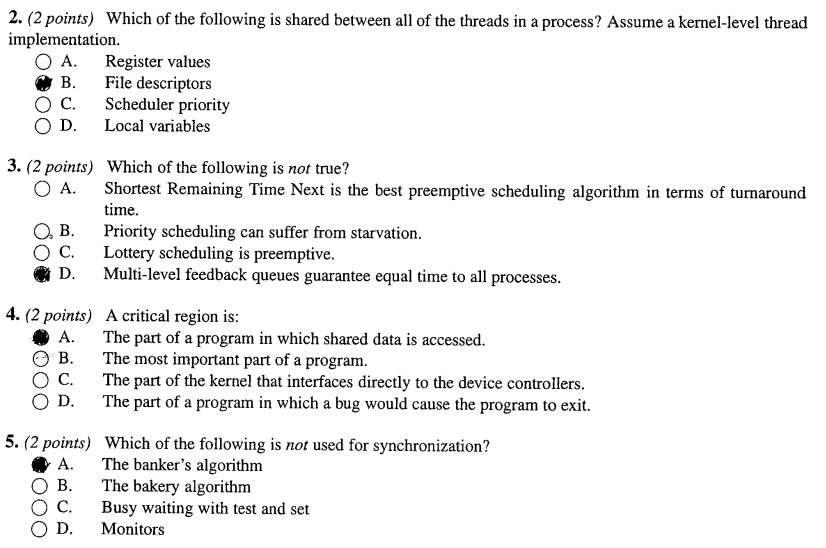 2. (2 points) Which of the following is shared between all of the threads in a process? Assume a kernel-level thread
implementation.
A. Register values
B. File descriptors
C. Scheduler priority
D. Local variables
3. (2 points) Which of the following is not true?
A. Shortest Remaining Time Next is the best preemptive scheduling algorithm in terms of turnaround
time.
B. Priority scheduling can suffer from starvation.
C. Lottery scheduling is preemptive.
D. Multi-level feedback queues guarantee equal time to all processes.
4. (2 points) A critical region is:
A. The part of a program in which shared data is accessed.
B. The most important part of a program.
C. The part of the kernel that interfaces directly to the device controllers.
D. The part of a program in which a bug would cause the program to exit.
5. (2 points) Which of the following is not used for synchronization?
A. The banker's algorithm
B. The bakery algorithm
C. Busy waiting with test and set
D. Monitors